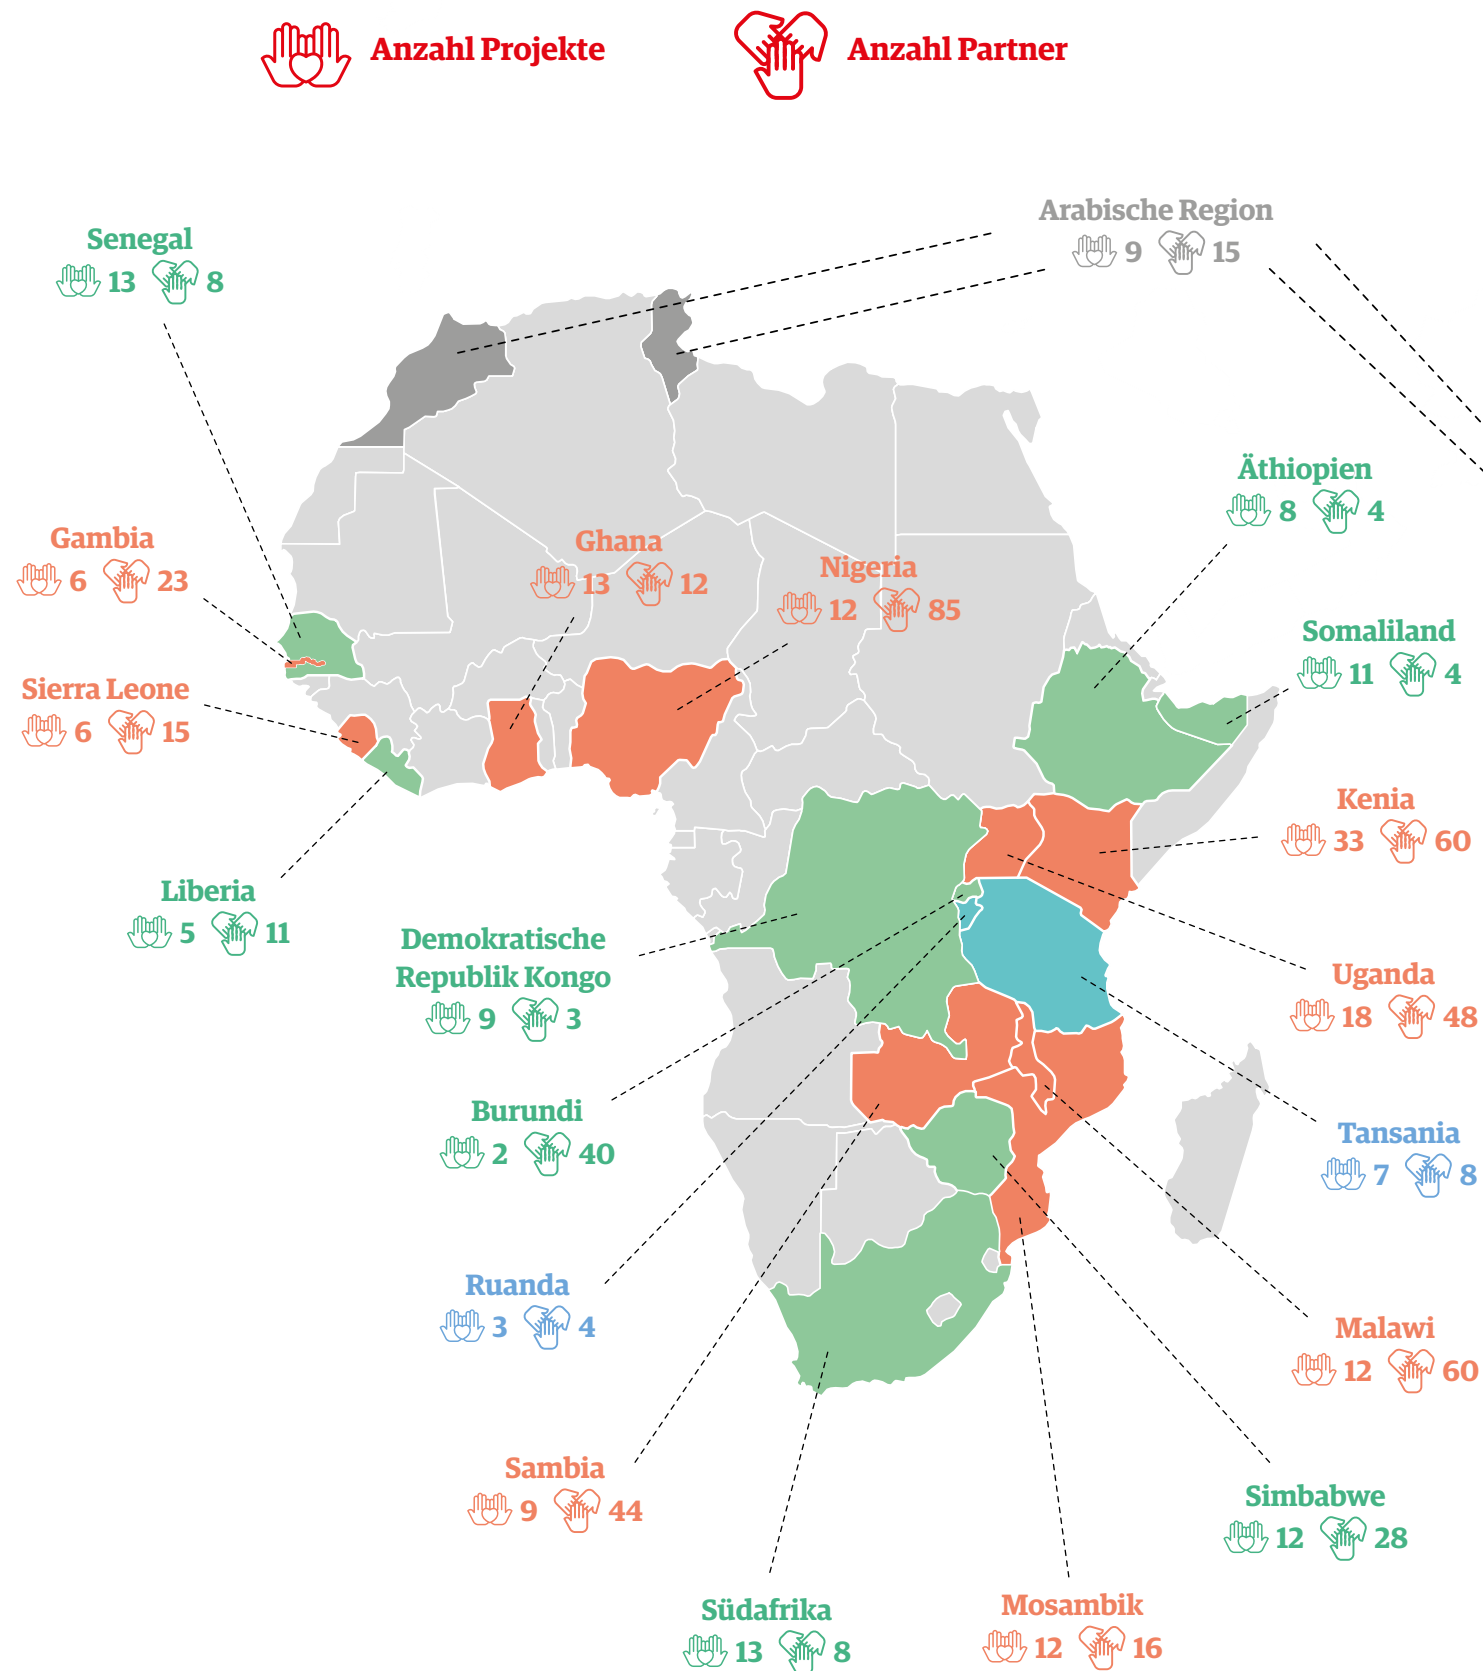 Anzahl Projekte
Anzahl Partner
Arabische Region
9 15
Senegal
13 8
Äthiopien
8 4
Gambia
6 23
Ghana
13 12
Nigeria
12 85
Somaliland
11 4
Sierra Leone
6 15
Kenia
33 60
Liberia
5 11
Demokratische
Republik Kongo
9 3
Uganda
18 48
Burundi
2 40
Tansania
7 8
Ruanda
3 4
Malawi
12 60
Sambia
9 44
Simbabwe
12 28
Südafrika
13 8
Mosambik
12 16